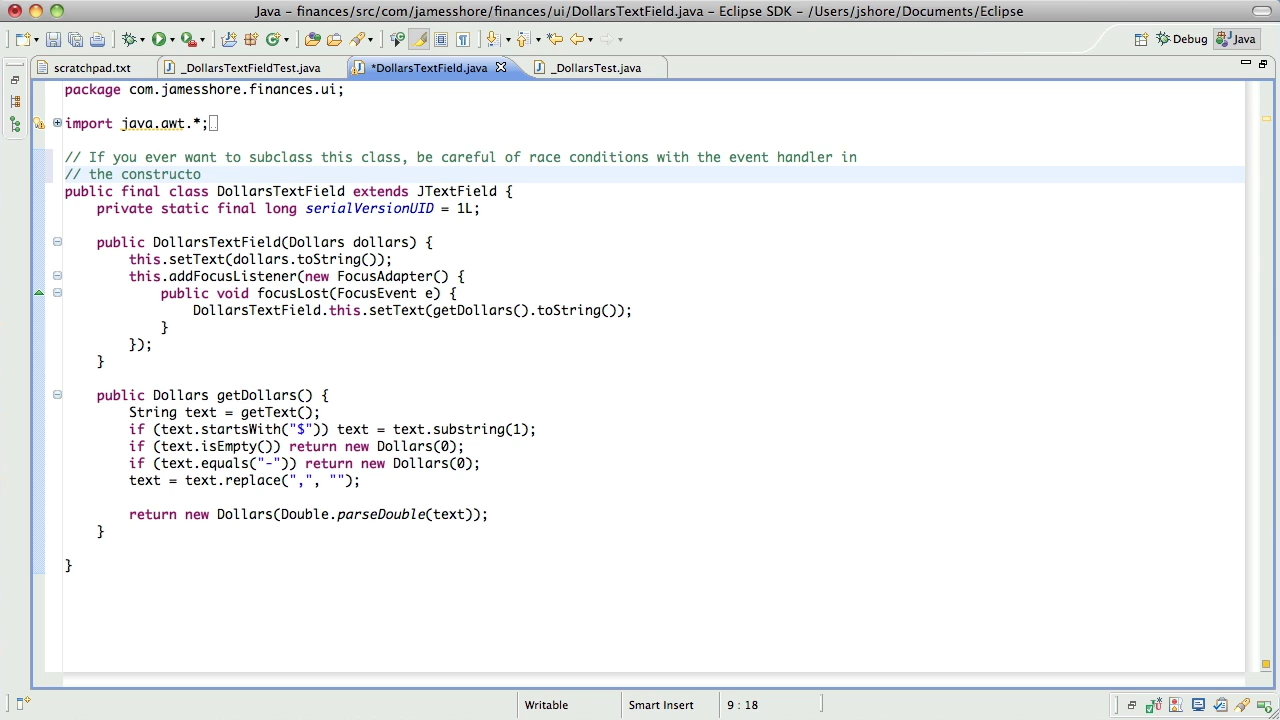 Java – finances/src/com/jamesshore/finances/ui/DollarsTextField.java – Eclipse SDK – /Users/jshore/Documents/Eclipse
Debug Java
scratchpad.txt _DollarsTextFieldTest.java *DollarsTextField.java _DollarsTest.java
package com.jamesshore.finances.ui;
import java.awt.*;
// If you ever want to subclass this class, be careful of race conditions with the event handler in
// the constructo
public final class DollarsTextField extends JTextField {
private static final long serialVersionUID = 1L;
public DollarsTextField(Dollars dollars) {
this.setText(dollars.toString());
this.addFocusListener(new FocusAdapter() {
public void focusLost(FocusEvent e) {
DollarsTextField.this.setText(getDollars().toString());
}
});
}
public Dollars getDollars() {
String text = getText();
if (text.startsWith("$")) text = text.substring(1);
if (text.isEmpty()) return new Dollars(0);
if (text.equals("-")) return new Dollars(0);
text = text.replace(",", "");
return new Dollars(Double.parseDouble(text));
}
}
Writable Smart Insert 9 : 18